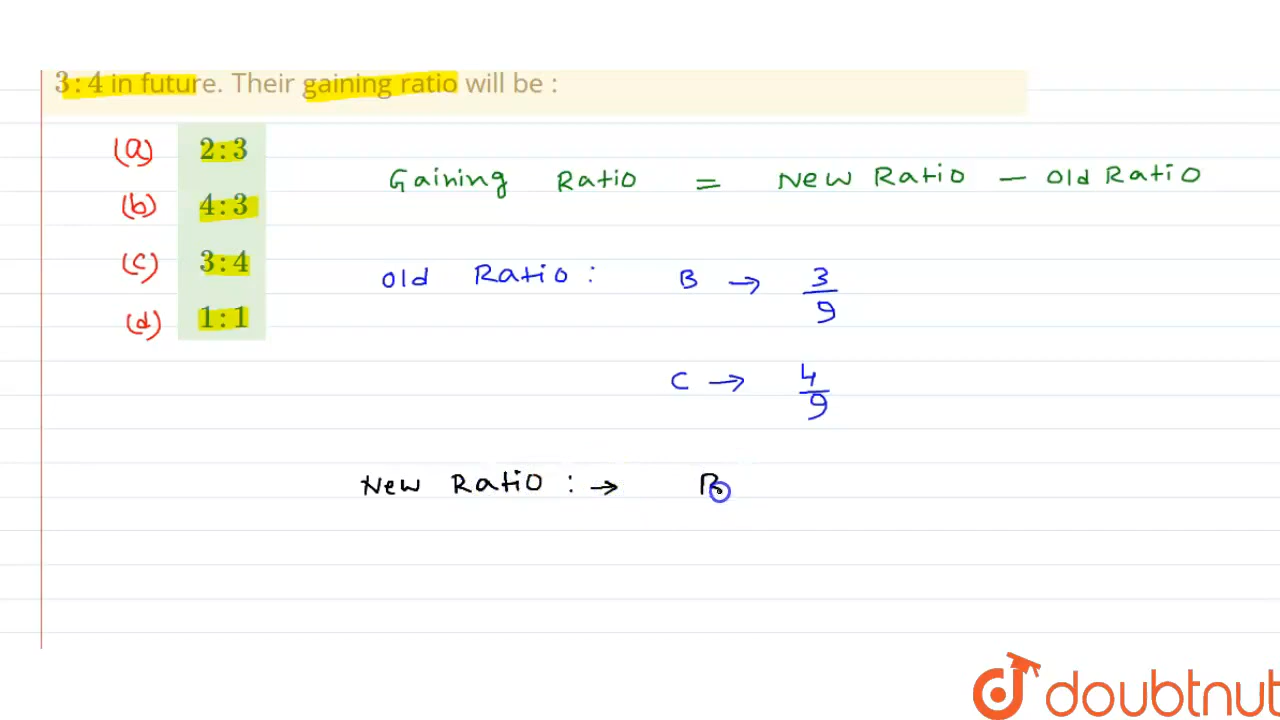 3 : 4 in future. Their gaining ratio will be :
(a) 2 : 3
Gaining Ratio = New Ratio - Old Ratio
(b) 4 : 3
(c) 3 : 4
Old Ratio : B → 3/9
(d) 1 : 1
C → 4/9
New Ratio : → B
doubtnut